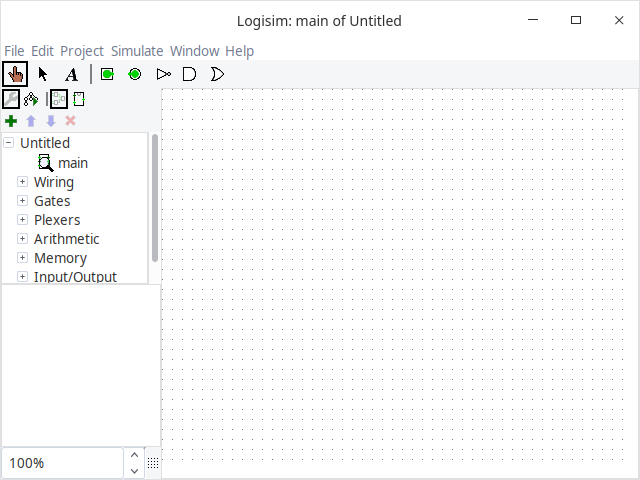 Logisim: main of Untitled
File Edit Project Simulate Window Help
A
Untitled
main
Wiring
Gates
Plexers
Arithmetic
Memory
Input/Output
100%